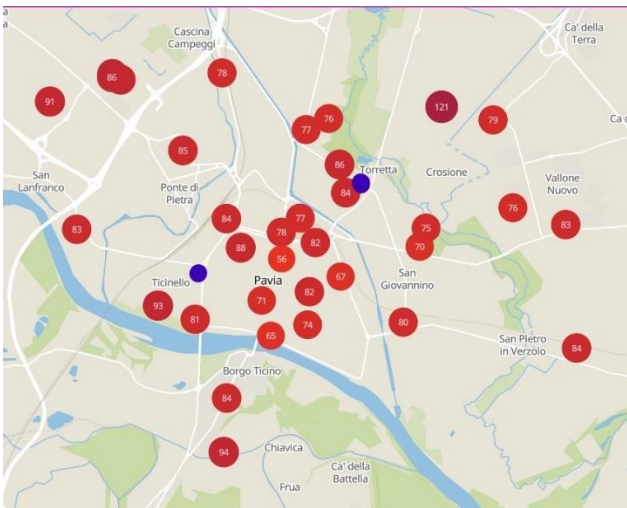 Cascina
Campeggi
Ca' della
Terra
78
86
91
121
79
76
77
Ca
85
86
Torretta
84
Crosione
Vallone
Nuovo
San
Lanfranco
Ponte di
Pietra
76
83
84
77
75
83
78
82
70
88
56
67
San
Giovannino
Ticinello
Pavia
71
82
93
81
74
80
65
San Pietro
in Verzolo
84
Borgo Ticino
84
Chiavica
94
Ca' della
Battella
Frua